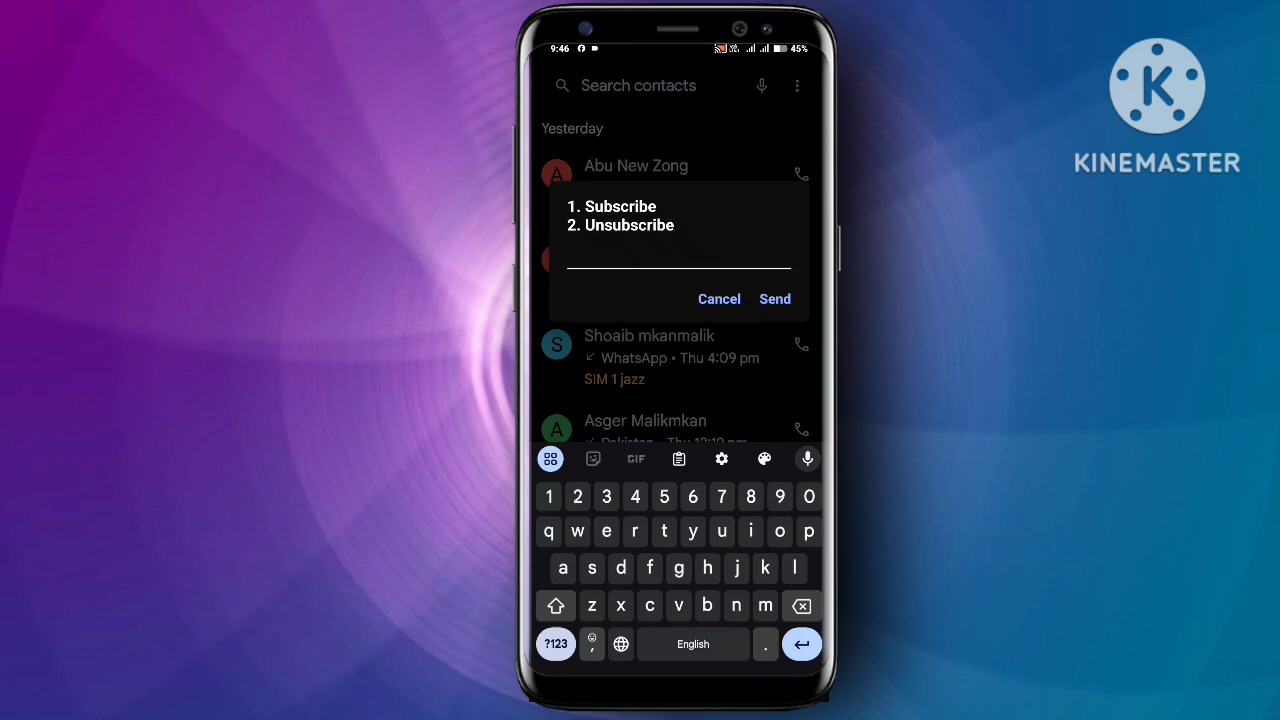 9:46
45%
Search contacts
Yesterday
Abu New Zong
A
1. Subscribe
2. Unsubscribe
Cancel
Send
Shoaib mkanmalik
S
WhatsApp • Thu 4:09 pm
SIM 1 jazz
Asger Malikmkan
A
GIF
1 2 3 4 5 6 7 8 9 0
q w e r t y u i o p
a s d f g h j k l
z x c v b n m
?123 , English .
K
KINEMASTER